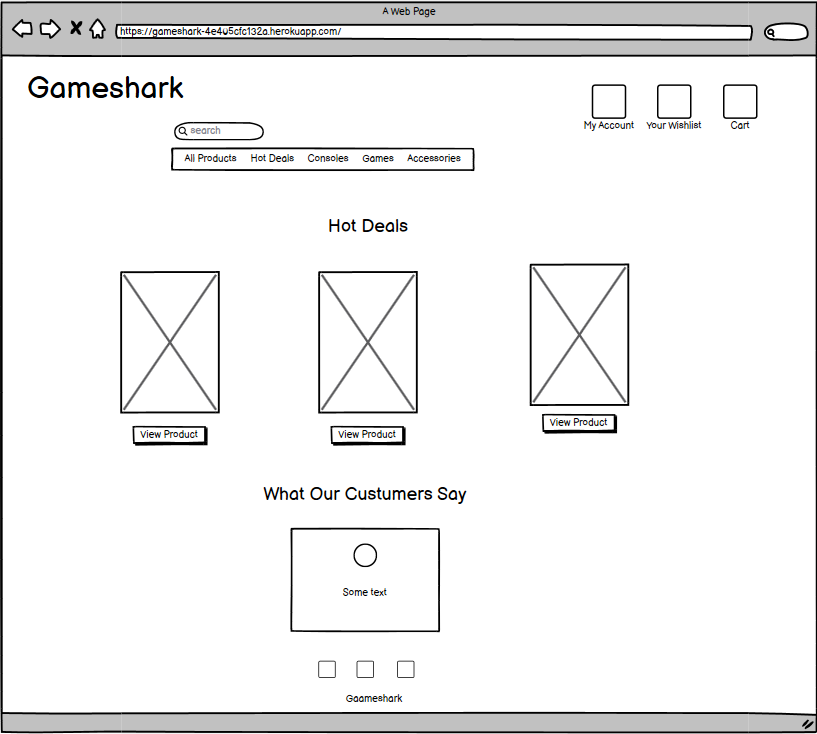 A Web Page
https://gameshark-4e4u5cfc132a.herokuapp.com/
Gameshark
My Account Your Wishlist Cart
search
All Products Hot Deals Consoles Games Accessories
Hot Deals
View Product View Product View Product
What Our Custumers Say
Some text
Gaameshark